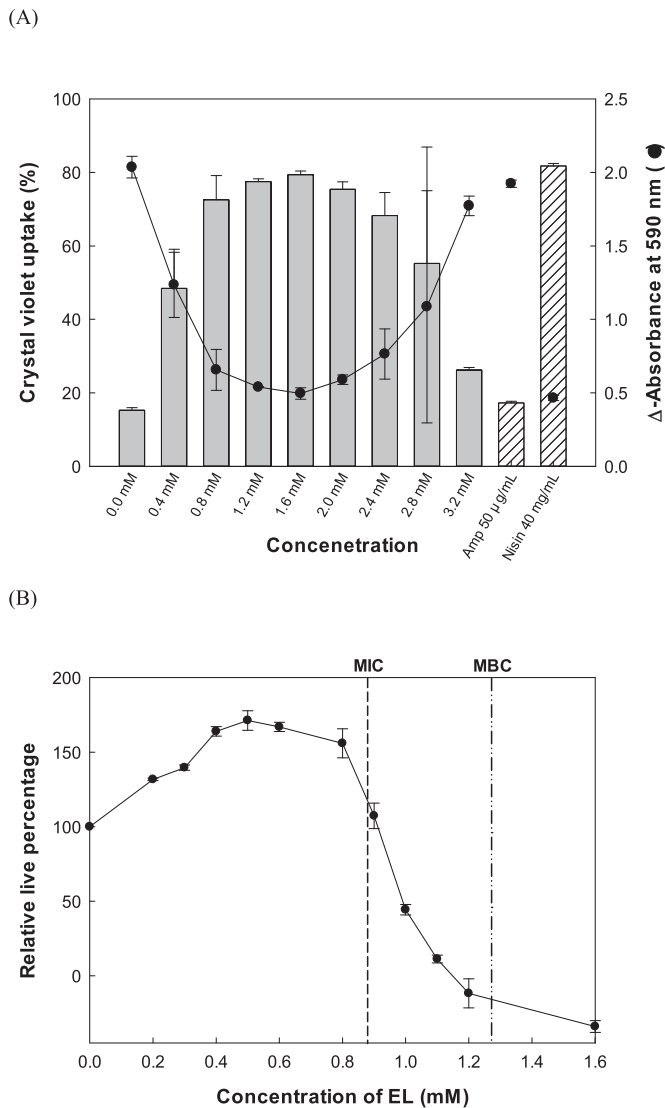 (A)
100
80
60
40
20
0
Crystal violet uptake (%)
2.5
2.0
1.5
1.0
0.5
0.0
Δ-Absorbance at 590 nm (●)
0.0 mM
0.4 mM
0.8 mM
1.2 mM
1.6 mM
2.0 mM
2.4 mM
2.8 mM
3.2 mM
Amp 50 μg/mL
Nisin 40 mg/mL
Concenetration
(B)
MIC
MBC
200
150
100
50
0
Relative live percentage
0.0
0.2
0.4
0.6
0.8
1.0
1.2
1.4
1.6
Concentration of EL (mM)